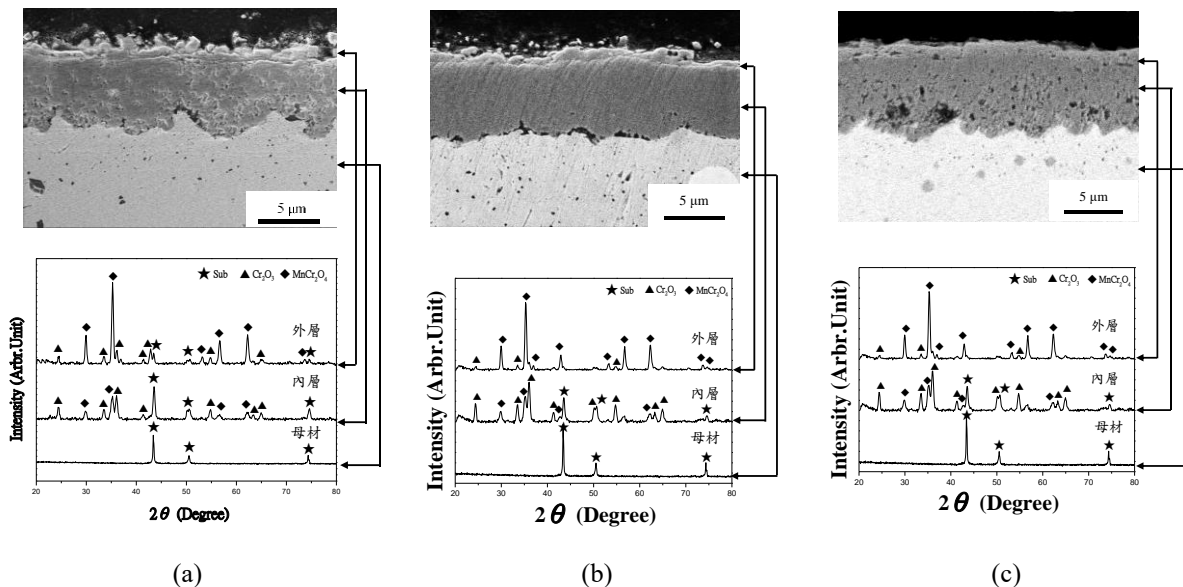 5 μm
5 μm
5 μm
★ Sub ▲ Cr₂O₃ ◆ MnCr₂O₄
外層
內層
母材
Intensity (Arbr.Unit)
20 30 40 50 60 70 80
2θ (Degree)
★ Sub ▲ Cr₂O₃ ◆ MnCr₂O₄
外層
內層
母材
Intensity (Arbr.Unit)
20 30 40 50 60 70 80
2θ (Degree)
★ Sub ▲ Cr₂O₃ ◆ MnCr₂O₄
外層
內層
母材
Intensity (Arbr.Unit)
20 30 40 50 60 70 80
2θ (Degree)
(a) (b) (c)